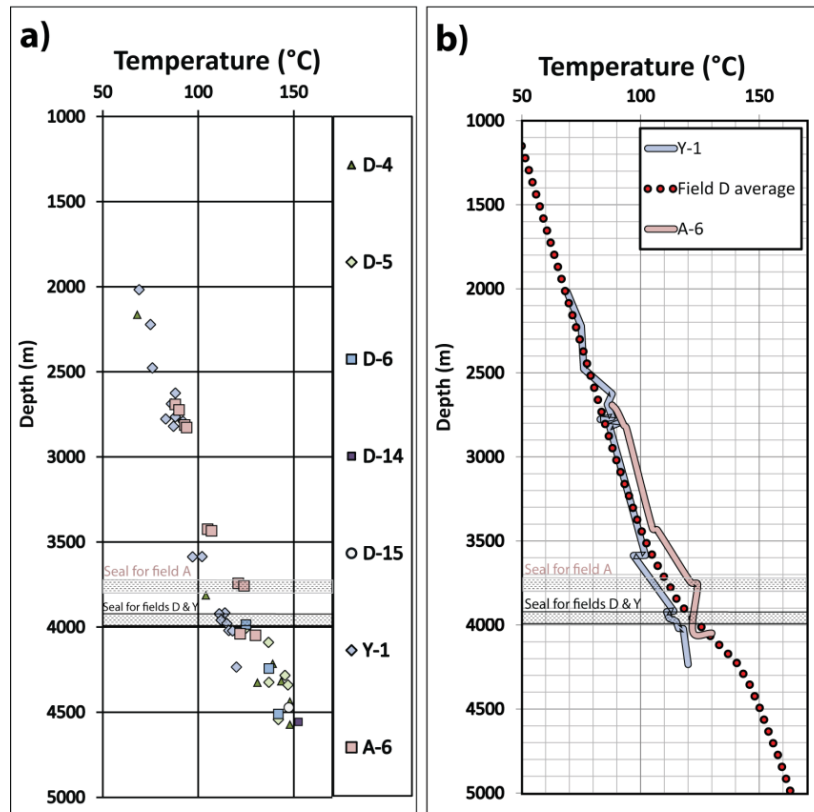 a)
Temperature (°C)
50 100 150
Depth (m)
1000
1500
2000
2500
3000
3500
4000
4500
5000
Seal for field A
Seal for fields D & Y
D-4
D-5
D-6
D-14
D-15
Y-1
A-6
b)
Temperature (°C)
50 100 150
Depth (m)
1000
1500
2000
2500
3000
3500
4000
4500
5000
Y-1
Field D average
A-6
Seal for field A
Seal for fields D & Y